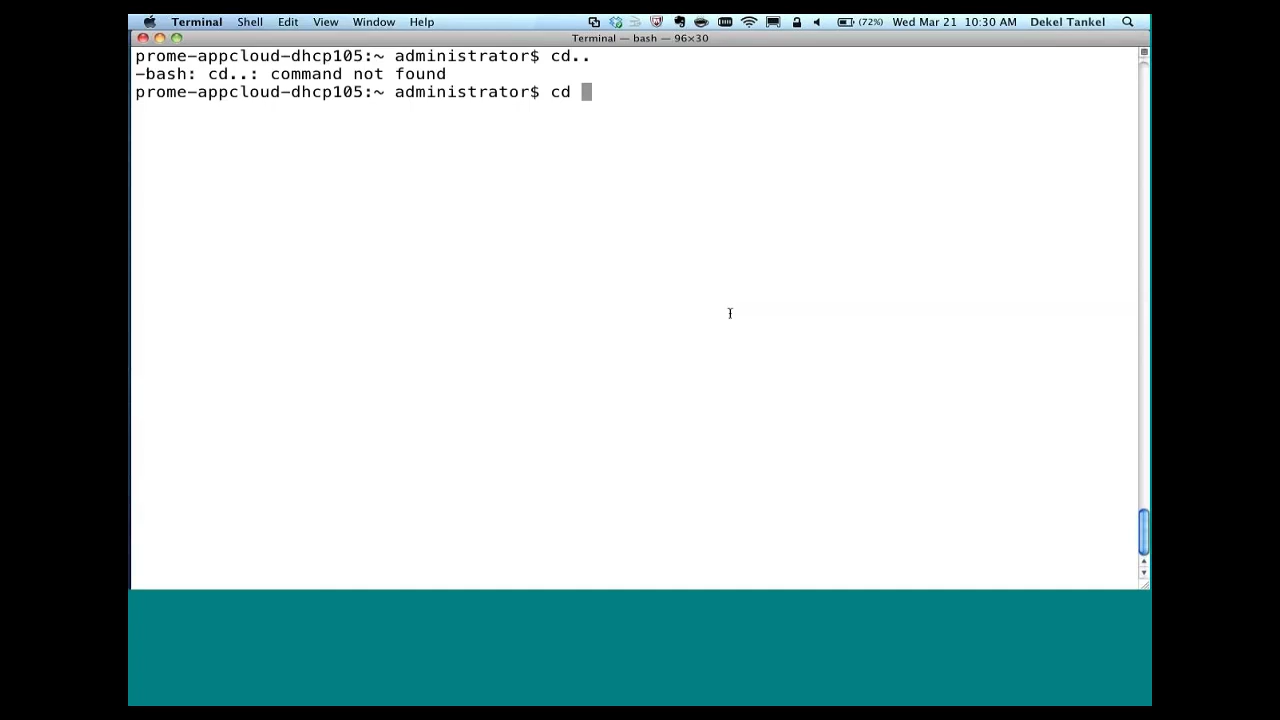 Terminal Shell Edit View Window Help (72%) Wed Mar 21 10:30 AM Dekel Tankel
Terminal — bash — 96×30
prome-appcloud-dhcp105:~ administrator$ cd..
-bash: cd..: command not found
prome-appcloud-dhcp105:~ administrator$ cd